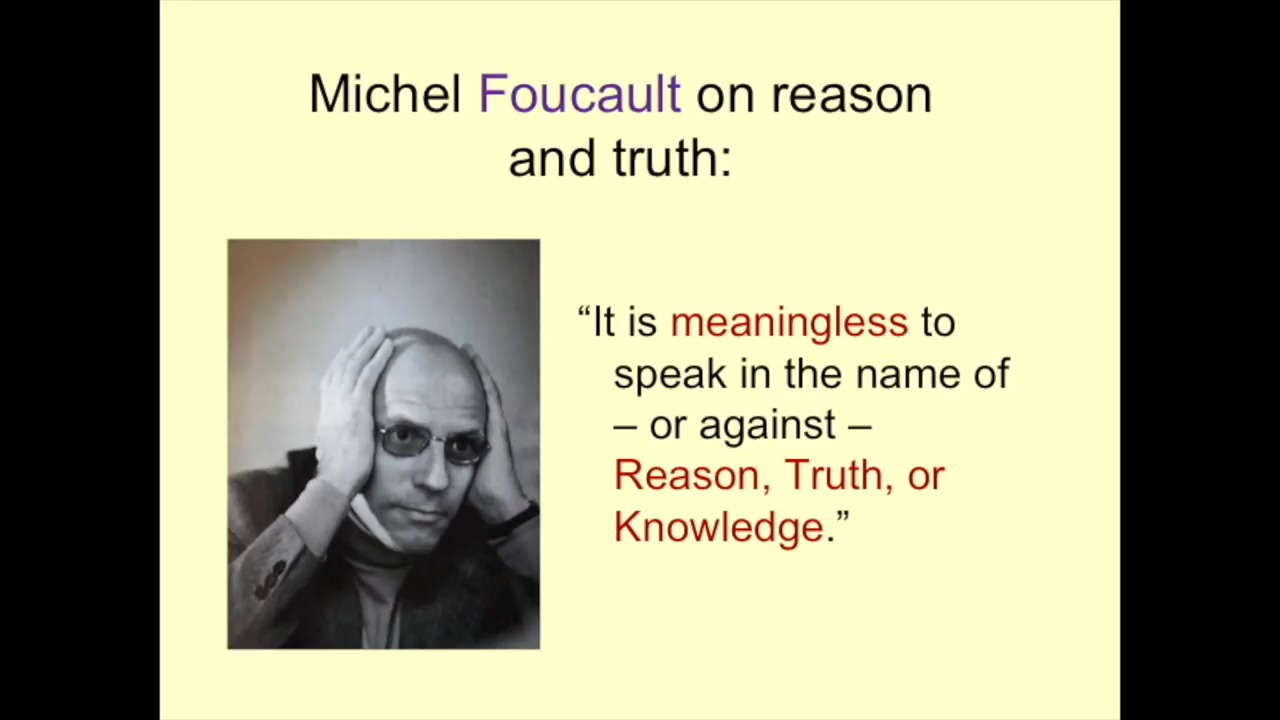 Michel Foucault on reason
and truth:
“It is meaningless to
speak in the name of
– or against –
Reason, Truth, or
Knowledge.”